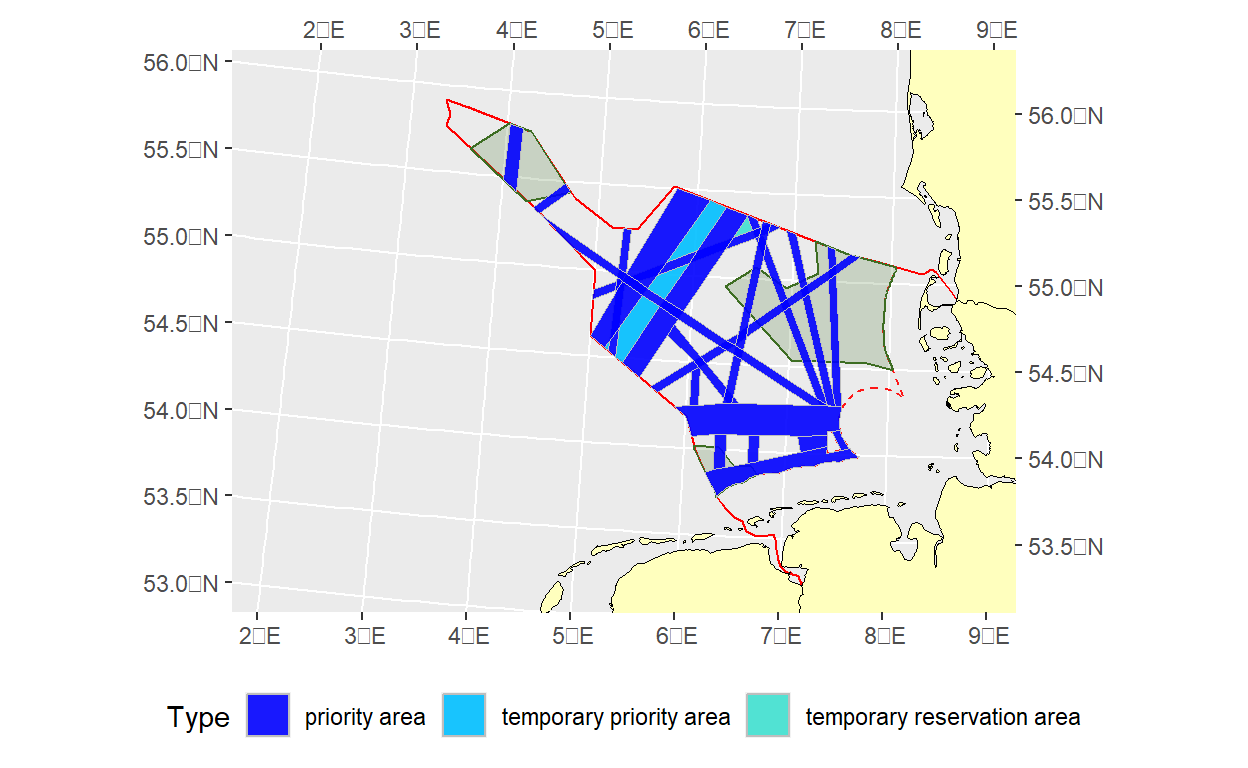 2▯E 3▯E 4▯E 5▯E 6▯E 7▯E 8▯E 9▯E
56.0▯N
56.0▯N
55.5▯N
55.5▯N
55.0▯N
55.0▯N
54.5▯N
54.5▯N
54.0▯N
54.0▯N
53.5▯N
53.5▯N
53.0▯N
2▯E 3▯E 4▯E 5▯E 6▯E 7▯E 8▯E 9▯E
Type priority area temporary priority area temporary reservation area